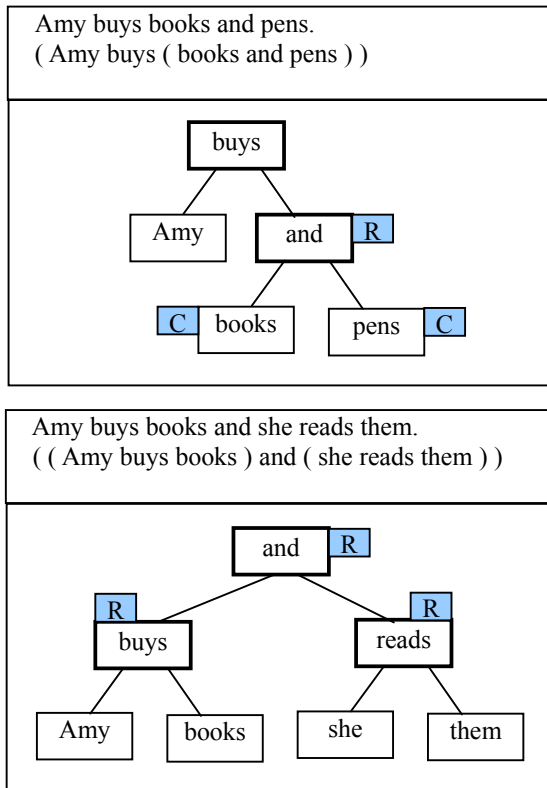 Amy buys books and pens.
( Amy buys ( books and pens ) )
buys
Amy and R
C books pens C
Amy buys books and she reads them.
( ( Amy buys books ) and ( she reads them ) )
and R
R R
buys reads
Amy books she them